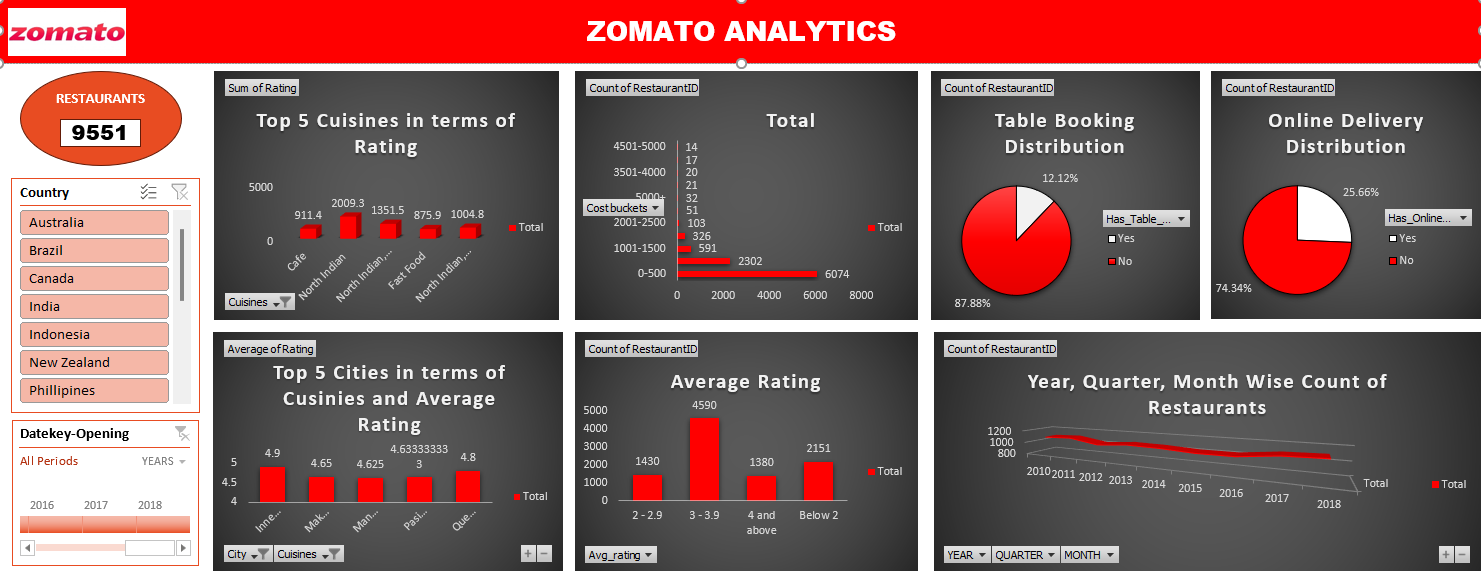 zomato
ZOMATO ANALYTICS
RESTAURANTS
9551
Country
Australia
Brazil
Canada
India
Indonesia
New Zealand
Phillipines
Datekey-Opening
All Periods
YEARS
2016 2017 2018
Sum of Rating
Top 5 Cuisines in terms of
Rating
5000
0
911.4
2009.3
1351.5
875.9
1004.8
Cafe
North Indian
North Indian,...
Fast Food
North Indian,...
Total
Cuisines
Count of RestaurantID
Total
4501-5000
3501-4000
5000+
2001-2500
1001-1500
0-500
14
17
20
21
32
51
103
326
591
2302
6074
0 2000 4000 6000 8000
Cost buckets
Total
Count of RestaurantID
Table Booking
Distribution
12.12%
87.88%
Has_Table_...
Yes
No
Count of RestaurantID
Online Delivery
Distribution
25.66%
74.34%
Has_Online...
Yes
No
Average of Rating
Top 5 Cities in terms of
Cusinies and Average
Rating
5
4.5
4
4.9
4.65
4.625
4.63333333
3
4.8
Inne...
Mak...
Man...
Pasi...
Que...
Total
City
Cuisines
Count of RestaurantID
Average Rating
5000
4000
3000
2000
1000
0
1430
4590
1380
2151
2 - 2.9
3 - 3.9
4 and
above
Below 2
Total
Avg_rating
Count of RestaurantID
Year, Quarter, Month Wise Count of
Restaurants
1200
1000
800
2010 2011 2012 2013 2014 2015 2016 2017 2018
Total
Total
YEAR
QUARTER
MONTH